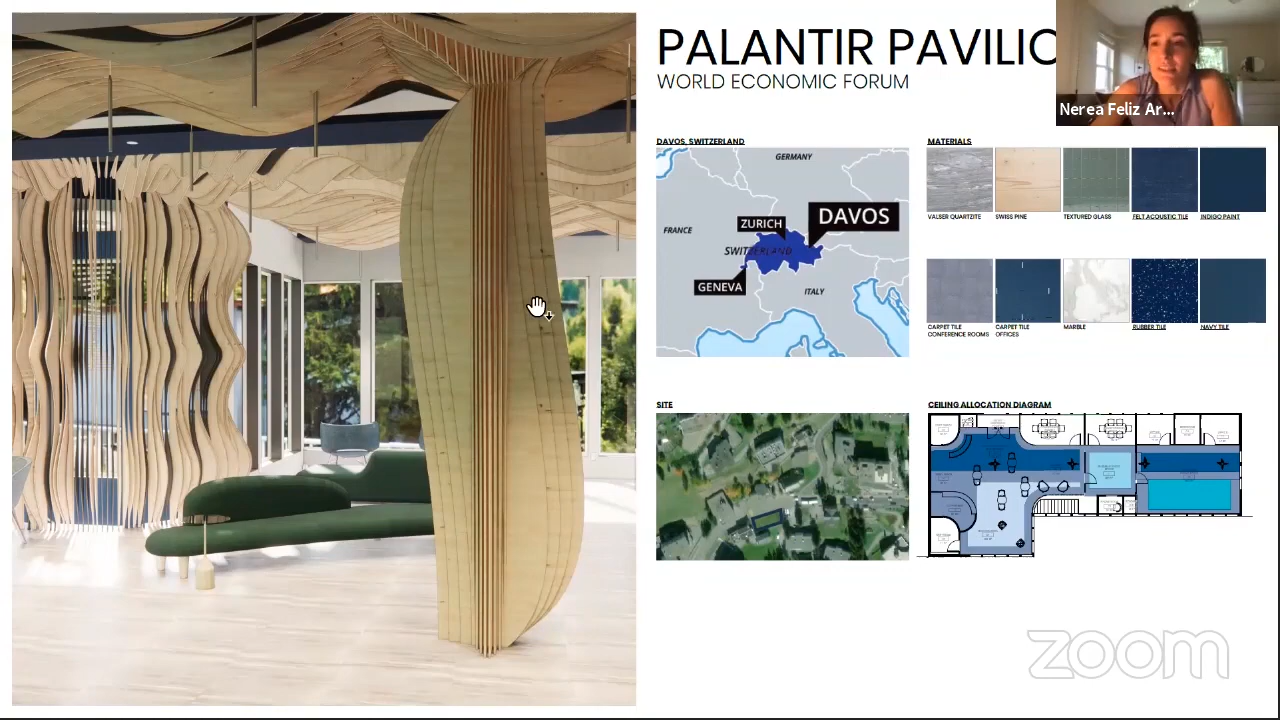 PALANTIR PAVILIO
WORLD ECONOMIC FORUM
Nerea Feliz Ar...
DAVOS, SWITZERLAND
GERMANY
DAVOS
ZURICH
FRANCE
SWITZERLAND
GENEVA
ITALY
MATERIALS
VALSER QUARTZITE
SWISS PINE
TEXTURED GLASS
FELT ACOUSTIC TILE
INDIGO PAINT
CARPET TILE
CONFERENCE ROOMS
CARPET TILE
OFFICES
MARBLE
RUBBER TILE
NAVY TILE
SITE
CEILING ALLOCATION DIAGRAM
zoom